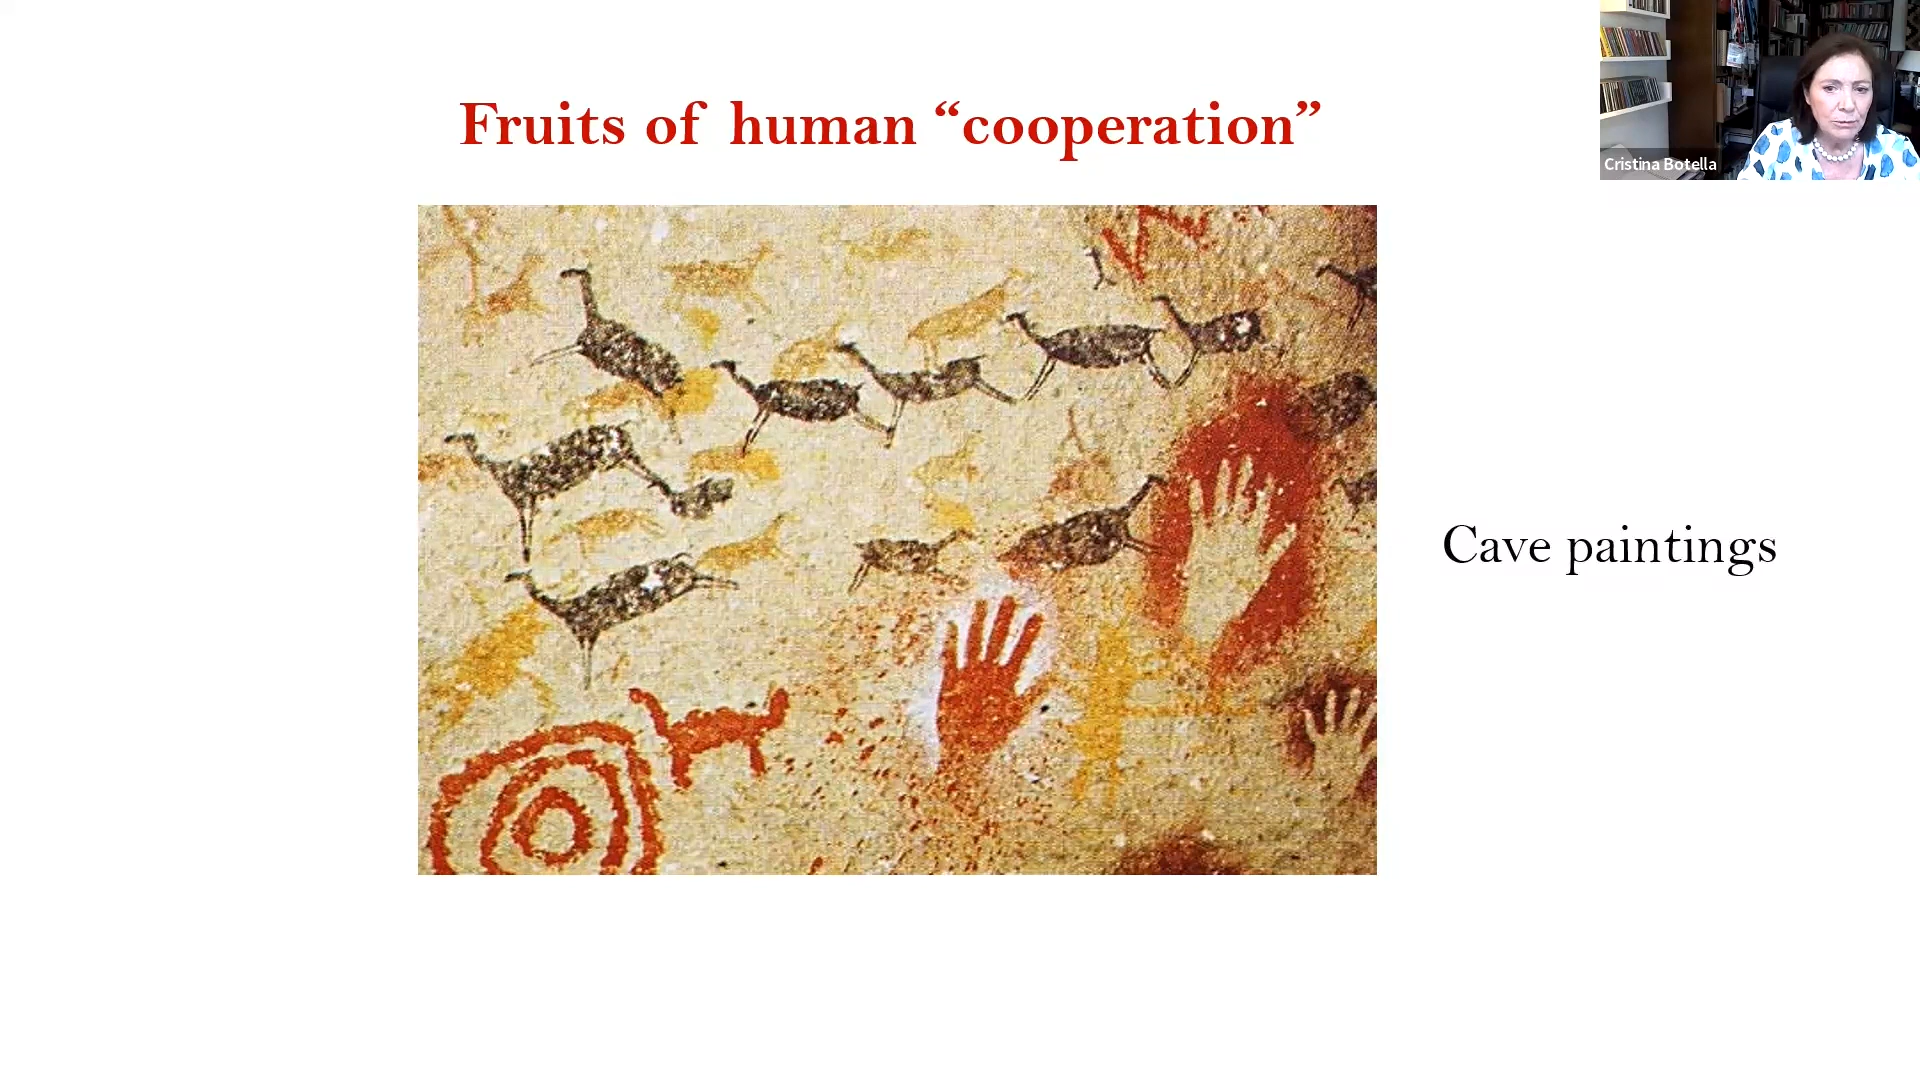 Fruits of human “cooperation”
Cristina Botella
Cave paintings